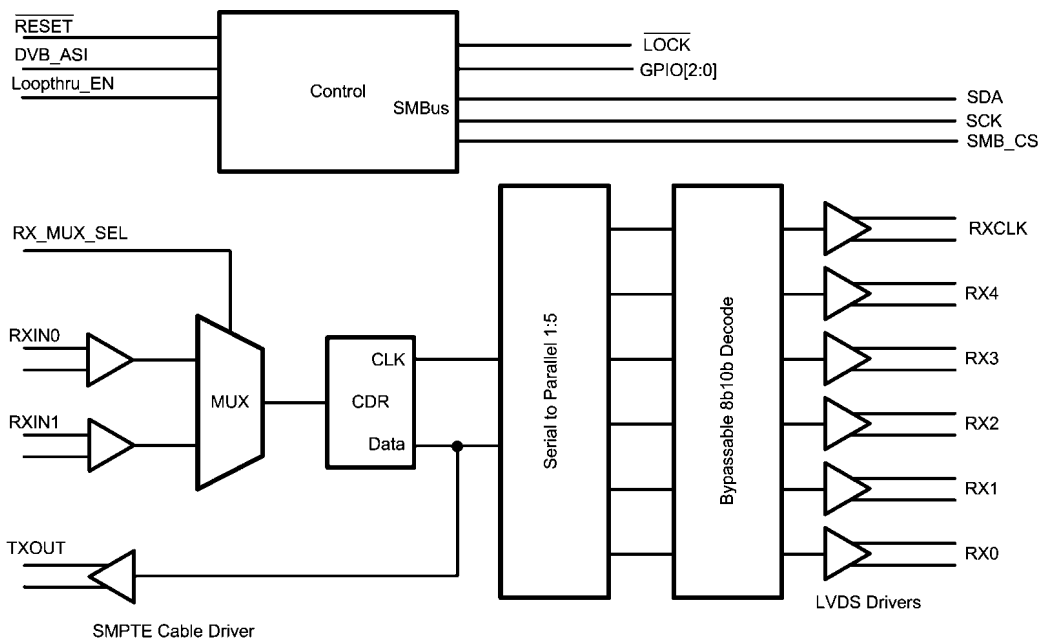 RESET
DVB_ASI
Loopthru_EN
Control
SMBus
LOCK
GPIO[2:0]
SDA
SCK
SMB_CS
RX_MUX_SEL
RXIN0
RXIN1
MUX
CLK
CDR
Data
TXOUT
SMPTE Cable Driver
Serial to Parallel 1:5
Bypassable 8b10b Decode
RXCLK
RX4
RX3
RX2
RX1
RX0
LVDS Drivers